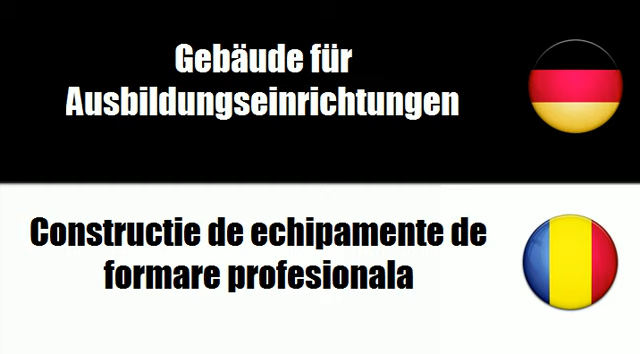 Gebäude für
Ausbildungseinrichtungen
Constructie de echipamente de
formare profesionala